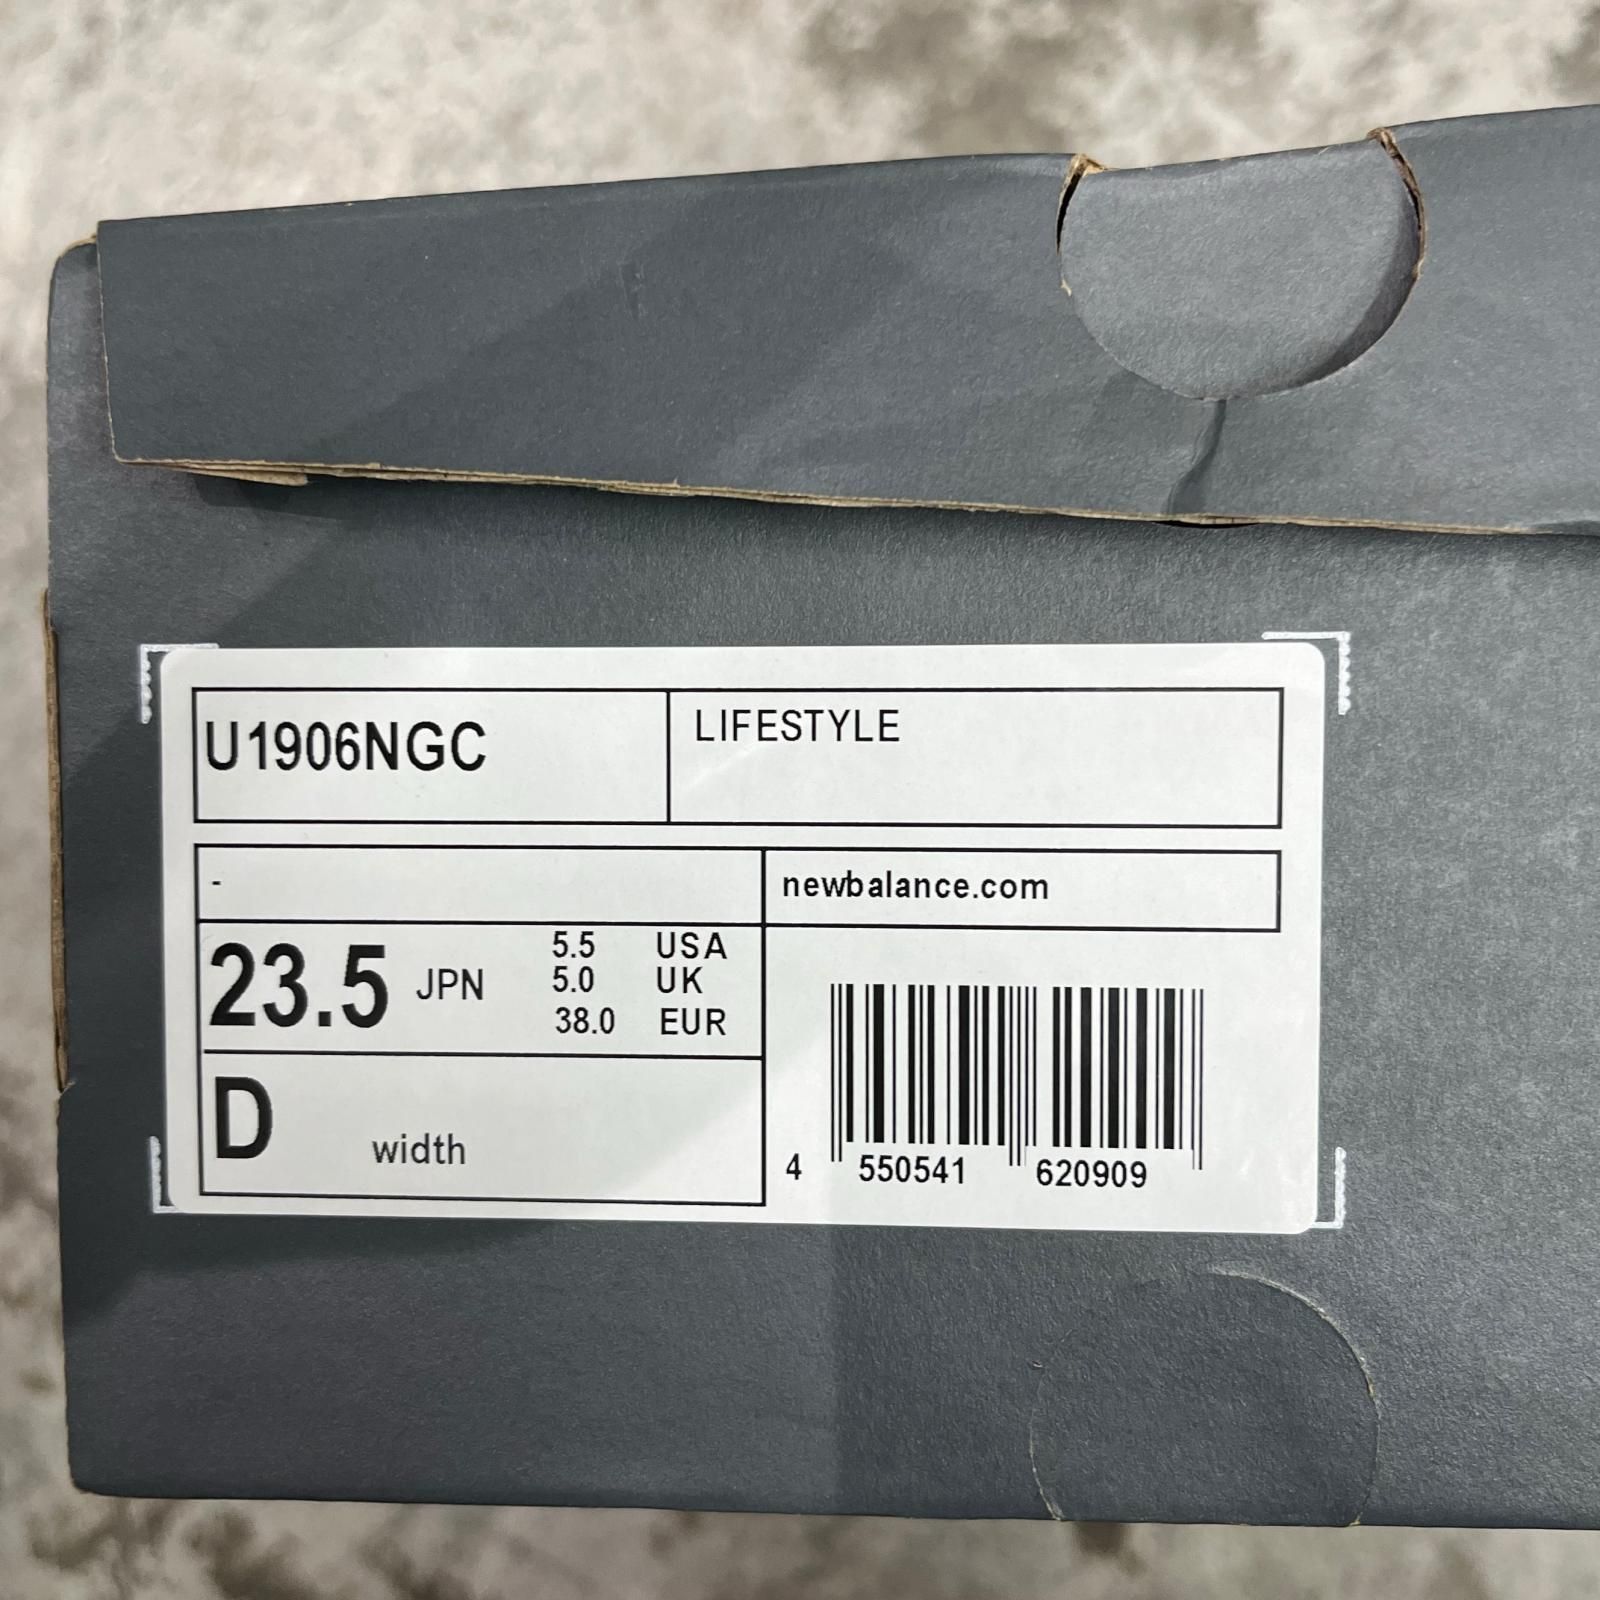 U1906NGC
LIFESTYLE
-
newbalance.com
23.5 JPN
5.5 USA
5.0 UK
38.0 EUR
D width
4 550541 620909